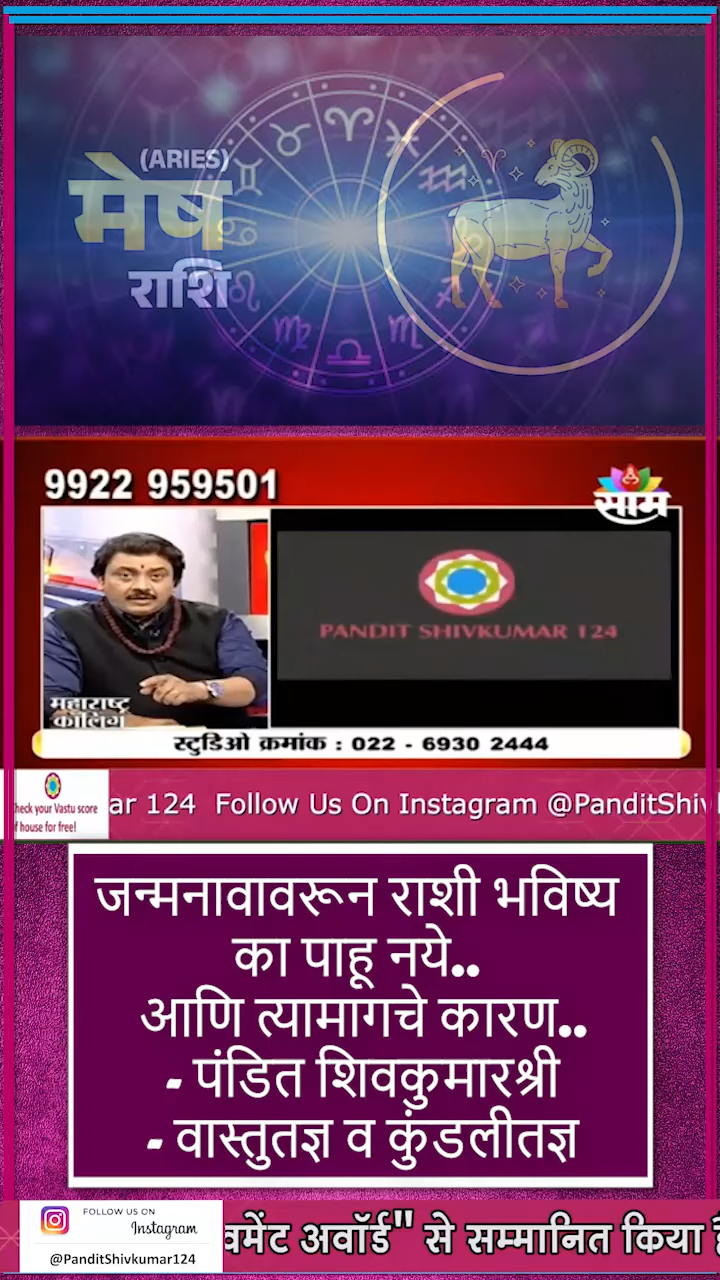 (ARIES)
मेष
राशि
9922 959501
साम
PANDIT SHIVKUMAR 124
महाराष्ट्र
कॉलिंग
स्टुडिओ क्रमांक : 022 - 6930 2444
heck your Vastu score
f house for free!
ar 124 Follow Us On Instagram @PanditShiv
जन्मनावावरून राशी भविष्य
का पाहू नये..
आणि त्यामागचे कारण..
- पंडित शिवकुमारश्री
- वास्तुतज्ञ व कुंडलीतज्ञ
FOLLOW US ON
Instagram
@PanditShivkumar124
वमेंट अवॉर्ड" से सम्मानित किया है